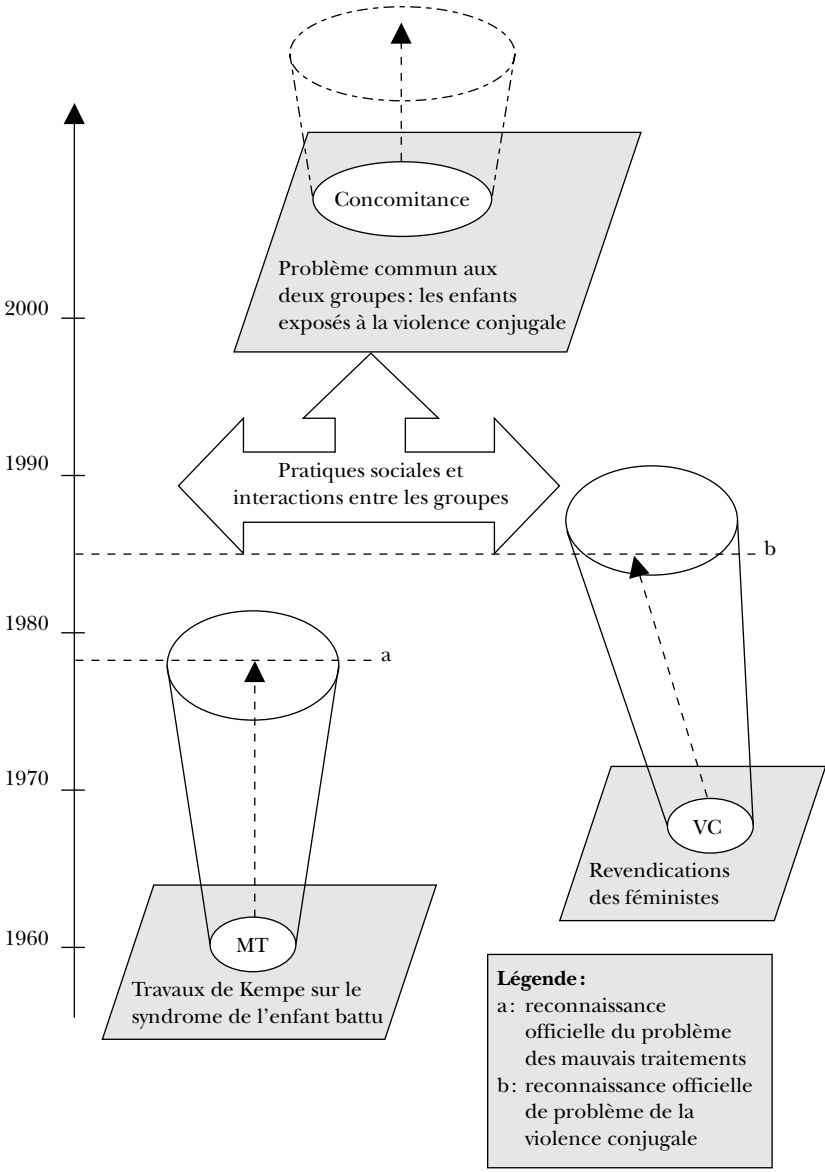 Concomitance
Problème commun aux
deux groupes : les enfants
exposés à la violence conjugale
2000
1990
Pratiques sociales et
interactions entre les groupes
b
1980
a
1970
VC
Revendications
des féministes
1960
MT
Travaux de Kempe sur le
syndrome de l’enfant battu
Légende :
a : reconnaissance
officielle du problème
des mauvais traitements
b : reconnaissance officielle
de problème de la
violence conjugale